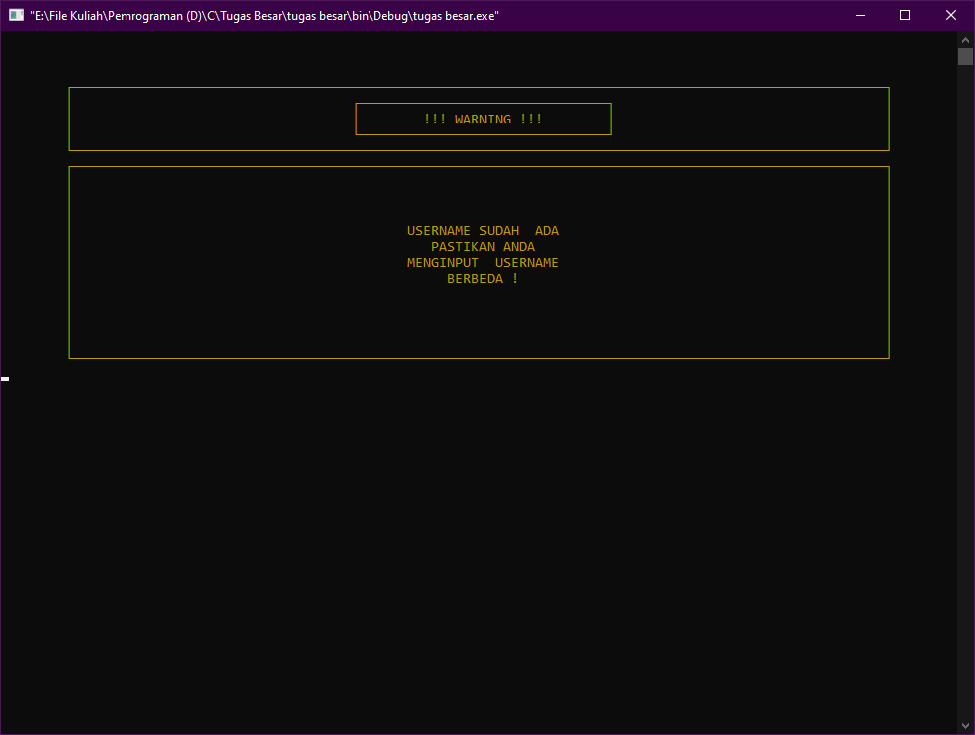 "E:\File Kuliah\Pemrograman (D)\C\Tugas Besar\tugas besar\bin\Debug\tugas besar.exe"
!!! WARNING !!!
USERNAME SUDAH  ADA
PASTIKAN ANDA
MENGINPUT  USERNAME
BERBEDA !